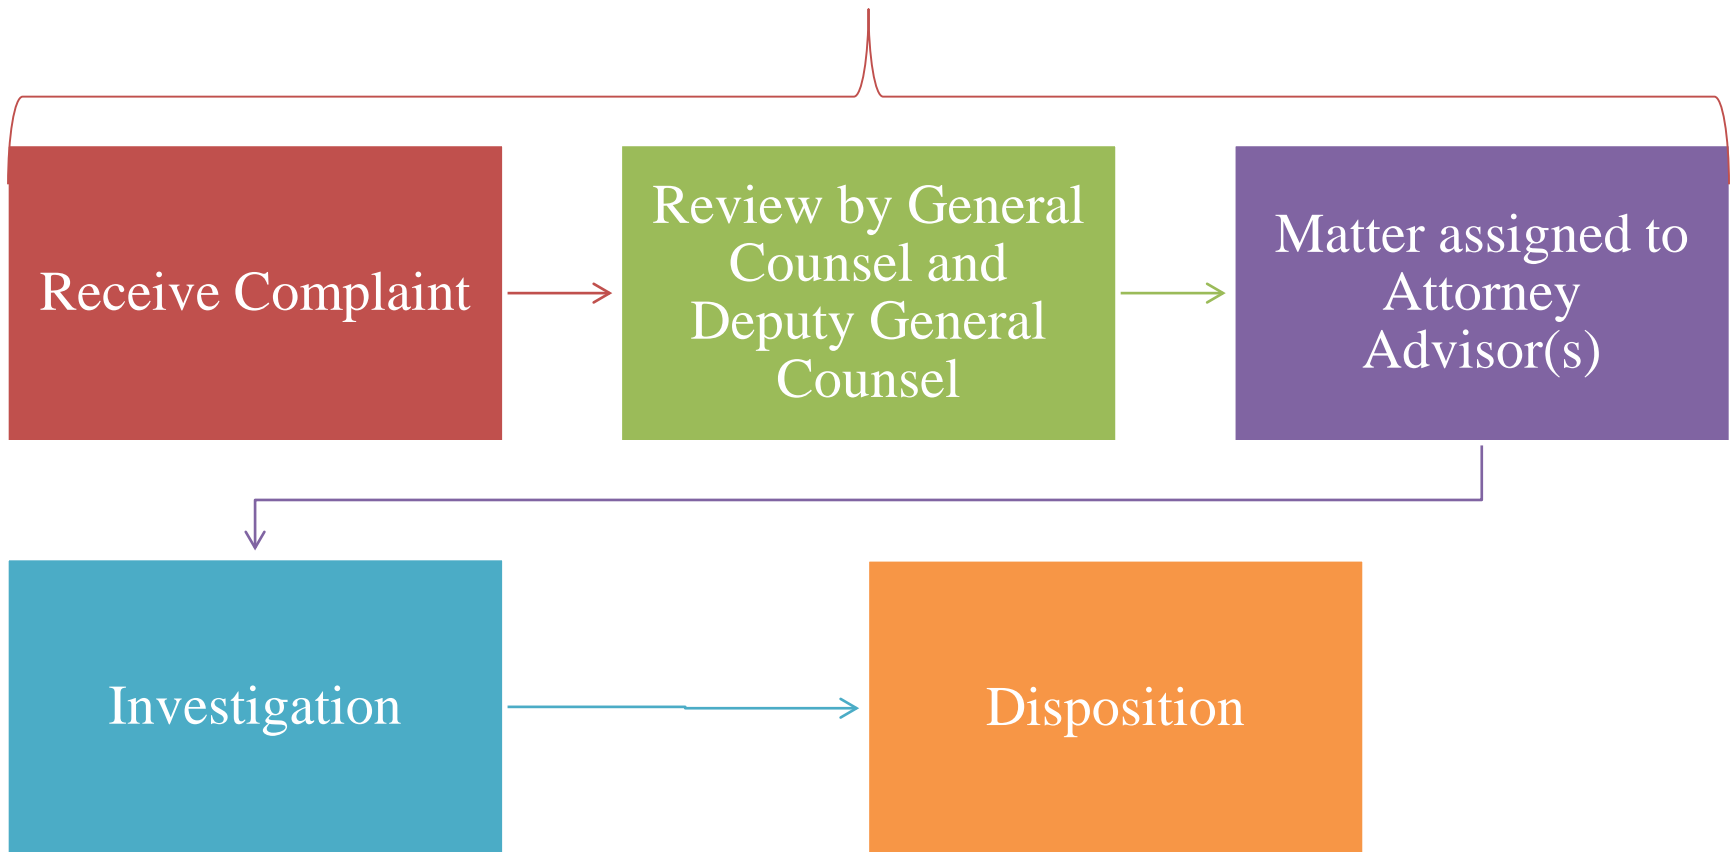 Receive Complaint
Review by General
Counsel and
Deputy General
Counsel
Matter assigned to
Attorney
Advisor(s)
Investigation
Disposition